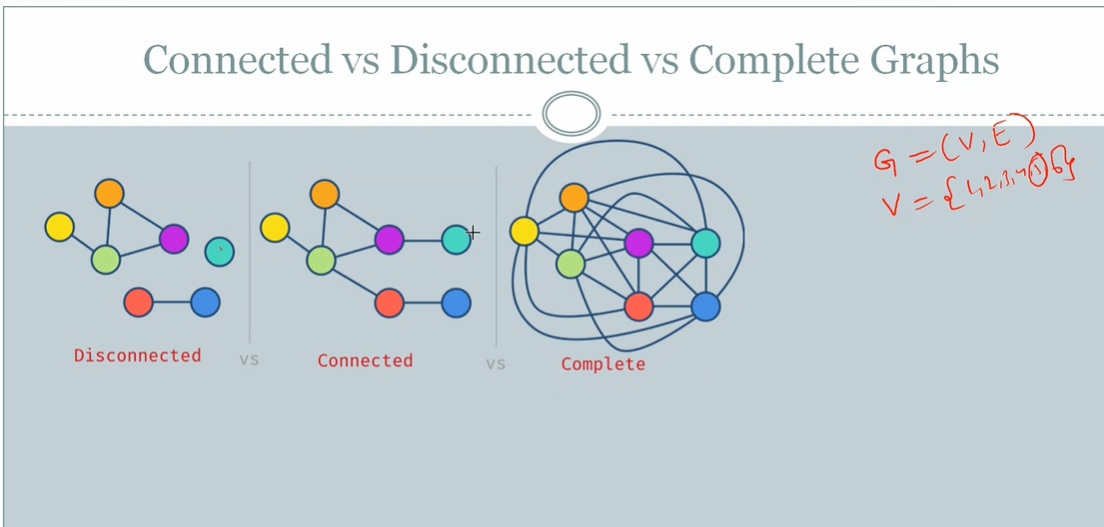 Connected vs Disconnected vs Complete Graphs
G = (V, E)
V = {1,2,3,4,5,6}
Disconnected vs Connected vs Complete